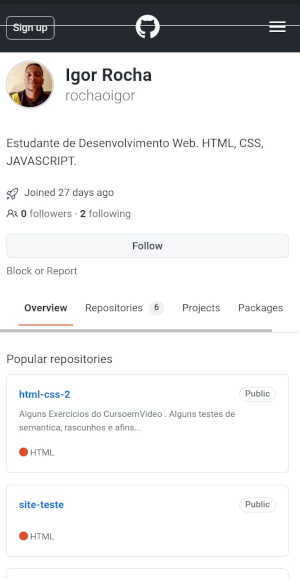 Sign up
Igor Rocha
rochaoigor
Estudante de Desenvolvimento Web. HTML, CSS,
JAVASCRIPT.
Joined 27 days ago
0 followers · 2 following
Follow
Block or Report
Overview Repositories 6 Projects Packages
Popular repositories
html-css-2 Public
Alguns Exercicios do CursoemVideo . Alguns testes de
semantica, rascunhos e afins...
HTML
site-teste Public
HTML